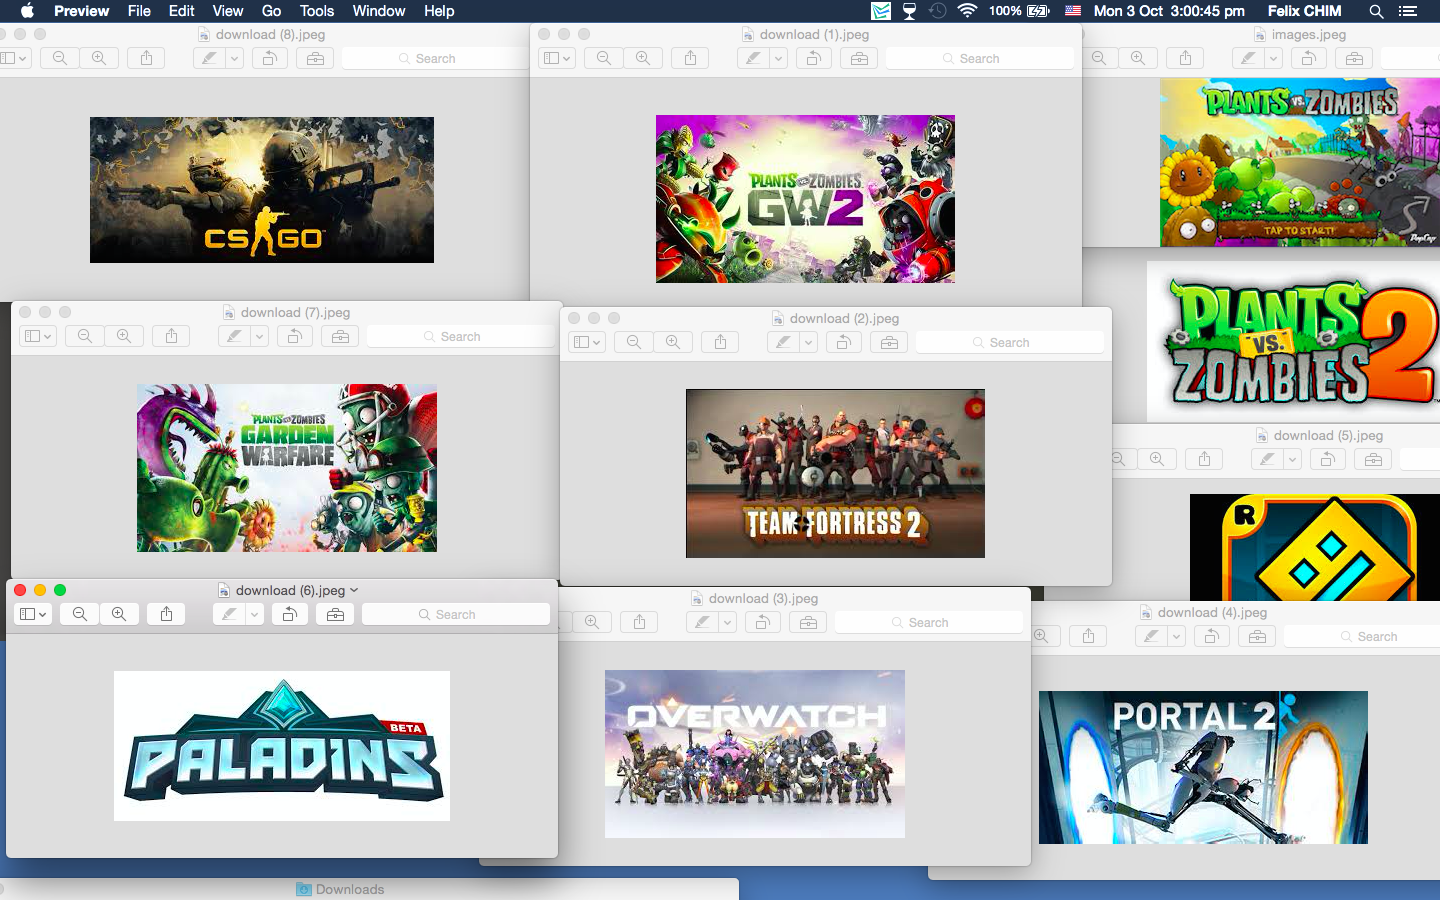 Preview File Edit View Go Tools Window Help 100% Mon 3 Oct 3:00:45 pm Felix CHIM
download (8).jpeg
Search
CS GO
download (1).jpeg
Search
PLANTS VS. ZOMBIES
GW2
images.jpeg
PLANTS VS. ZOMBIES
TAP TO START!
PopCap
PLANTS
VS.
ZOMBIES 2
download (7).jpeg
Search
PLANTS VS. ZOMBIES
GARDEN
WARFARE
download (2).jpeg
Search
TEAM FORTRESS 2
download (5).jpeg
R
download (6).jpeg
Search
BETA
PALADINS
download (3).jpeg
Search
OVERWATCH
download (4).jpeg
Search
PORTAL 2
Downloads